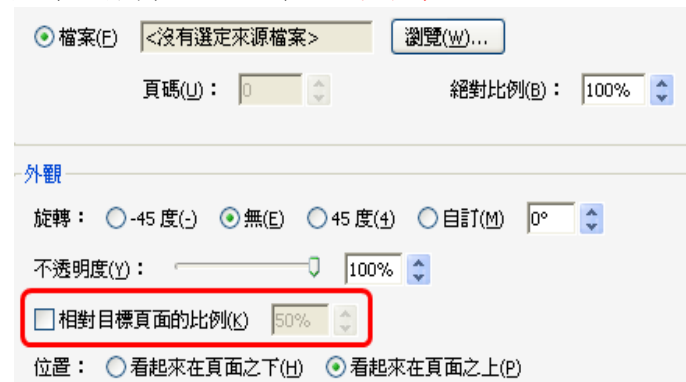 檔案(F) <沒有選定來源檔案> 瀏覽(W)...
頁碼(U)： 0 絕對比例(B)： 100%
外觀
旋轉： -45 度(-) 無(E) 45 度(4) 自訂(M) 0°
不透明度(Y)： 100%
相對目標頁面的比例(K) 50%
位置： 看起來在頁面之下(H) 看起來在頁面之上(P)